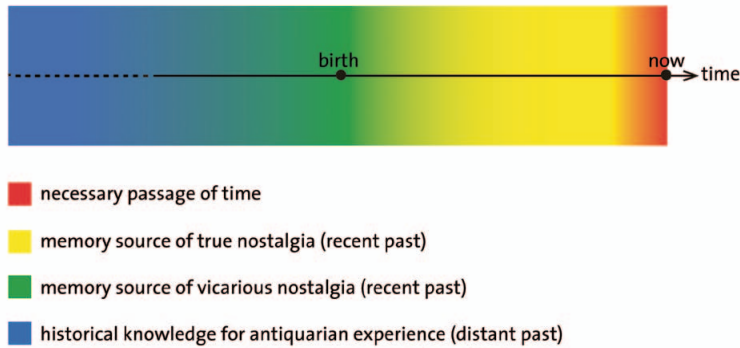 birth
now
time
necessary passage of time
memory source of true nostalgia (recent past)
memory source of vicarious nostalgia (recent past)
historical knowledge for antiquarian experience (distant past)